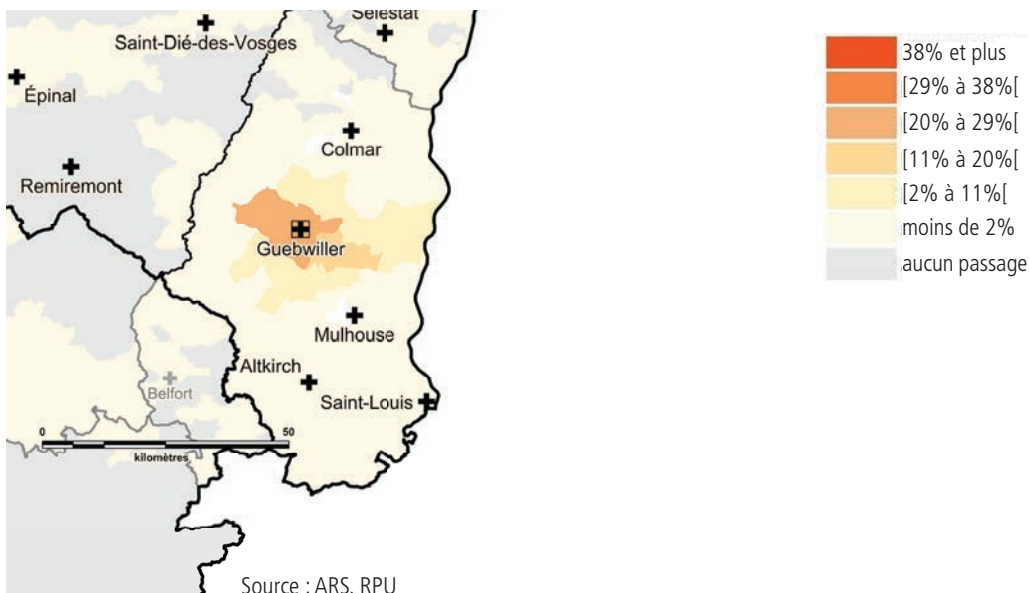 Sélestat
Saint-Dié-des-Vosges
Épinal
Colmar
Remiremont
Guebwiller
Mulhouse
Altkirch
Belfort
Saint-Louis
0 50
kilomètres
Source : ARS, RPU
38% et plus
[29% à 38%[
[20% à 29%[
[11% à 20%[
[2% à 11%[
moins de 2%
aucun passage